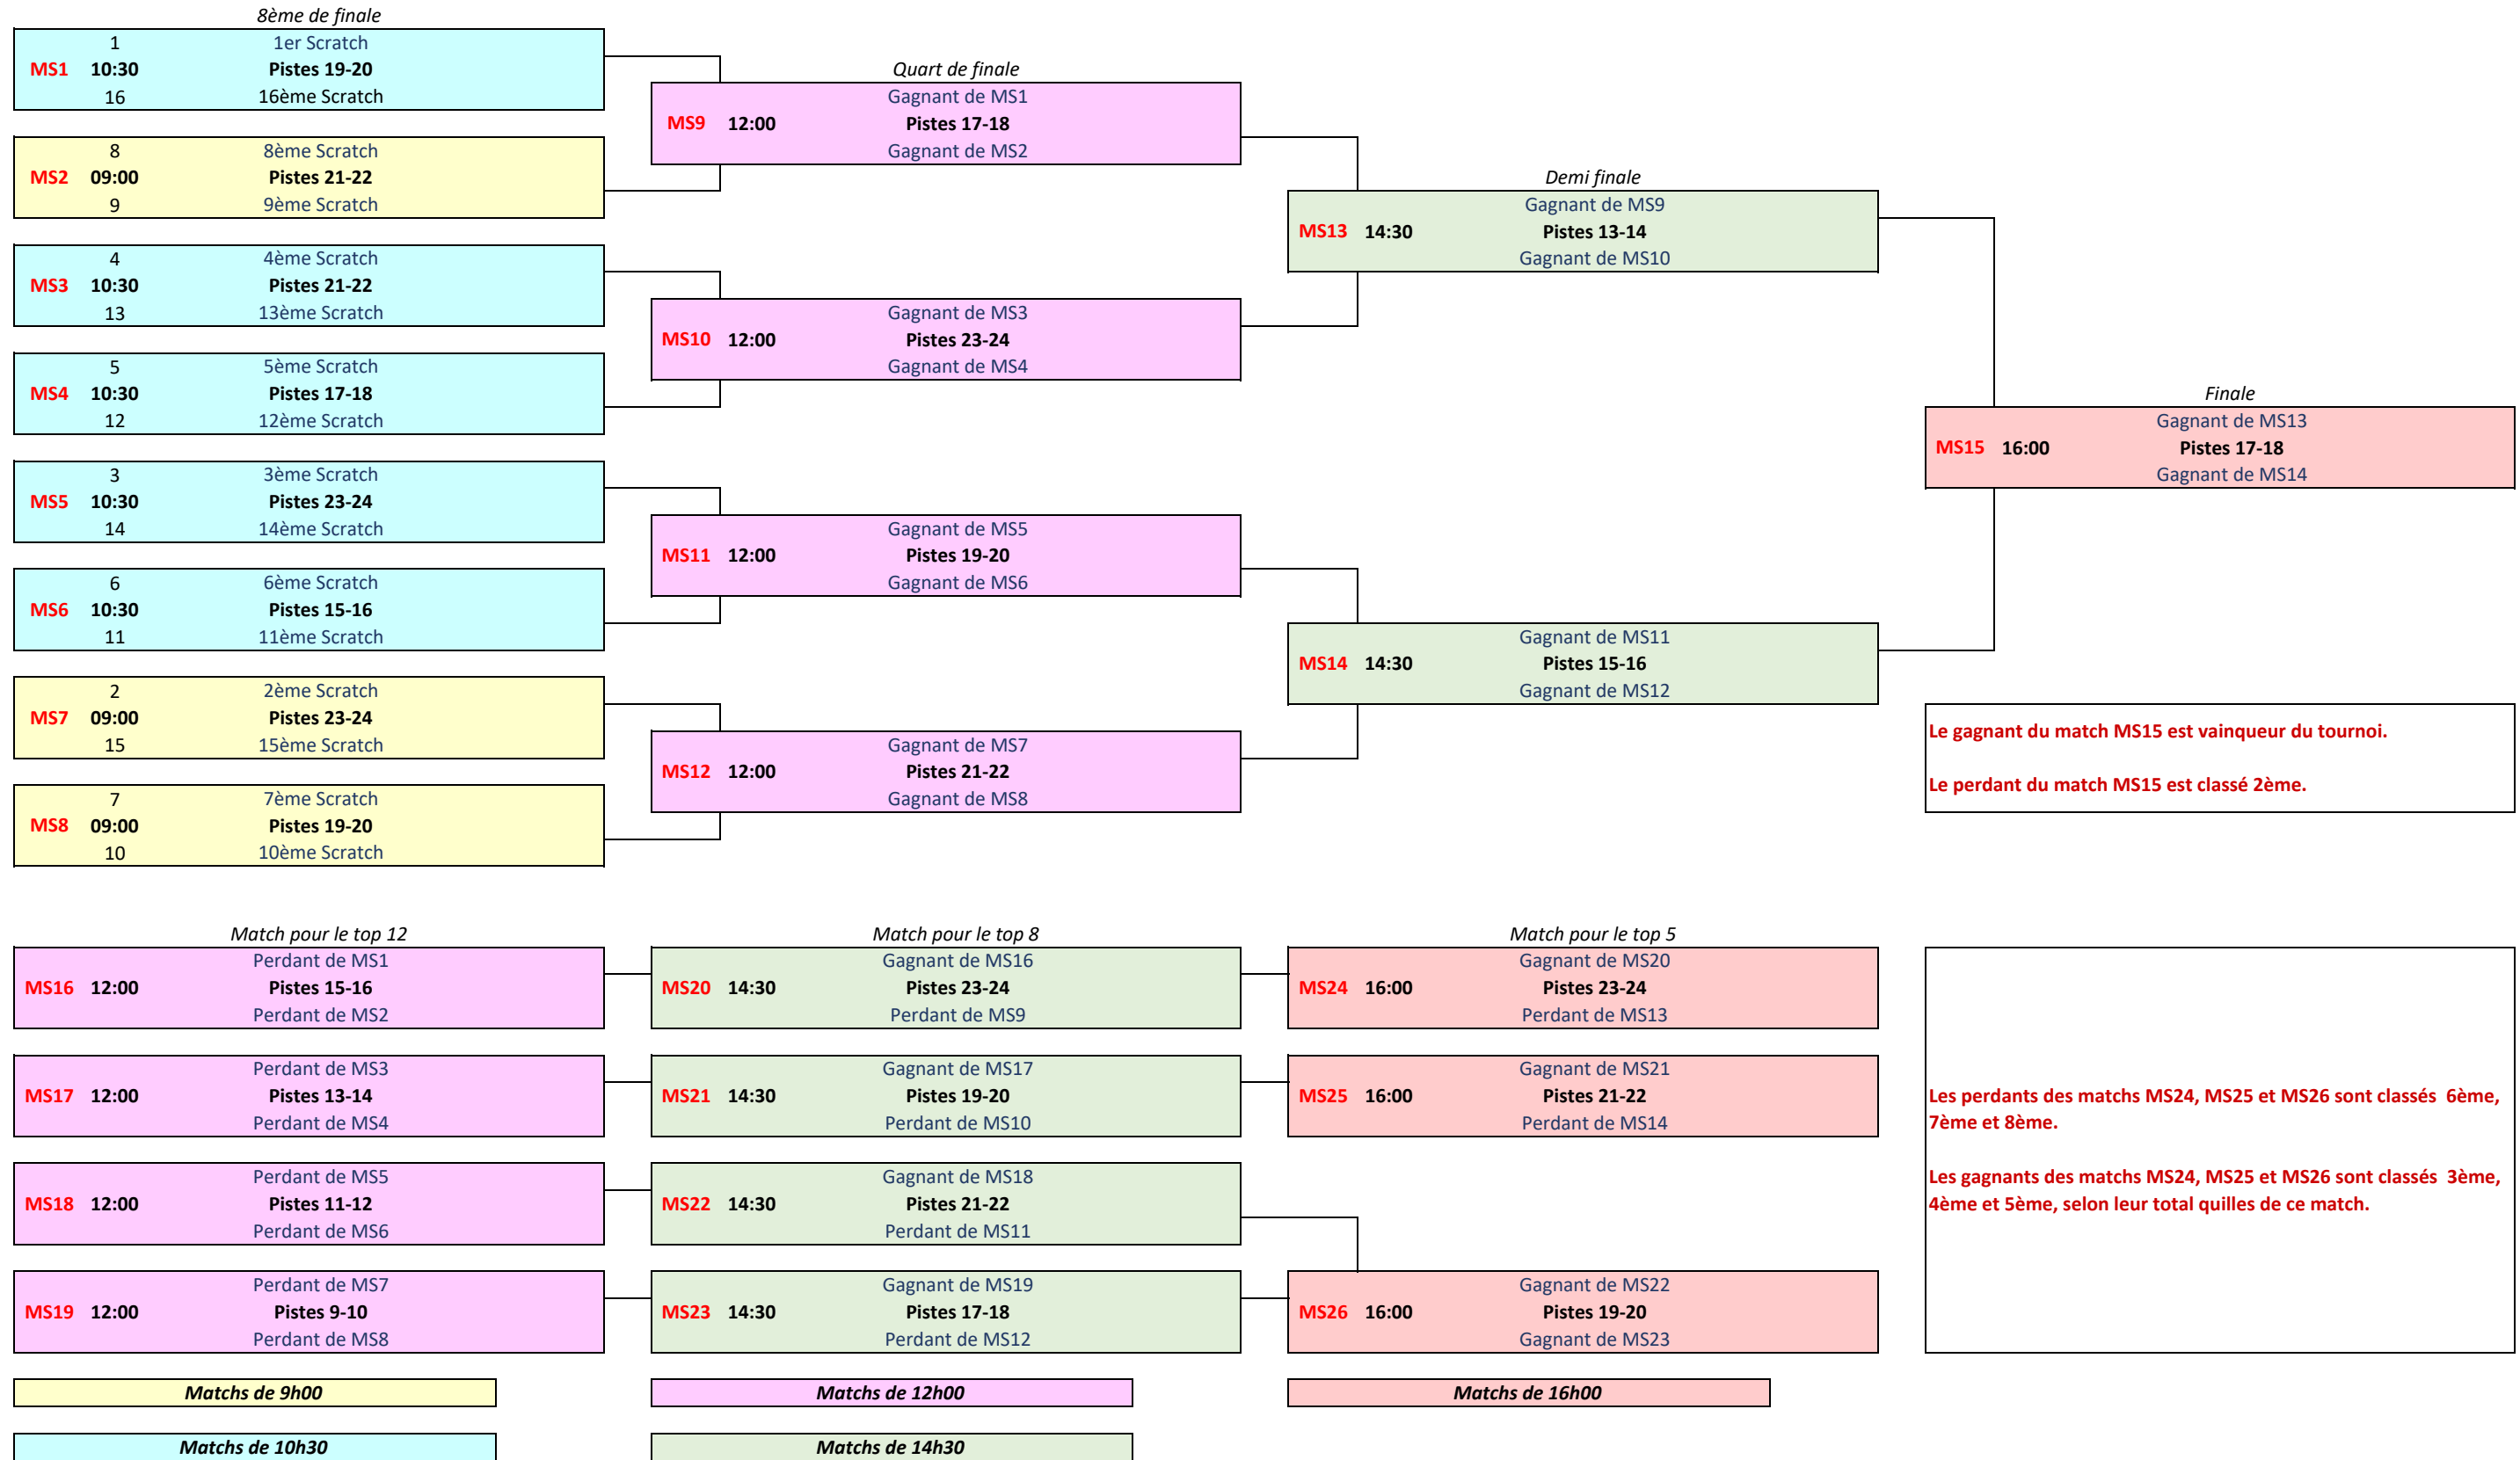 8ème de finale
1 1er Scratch
MS1 10:30 Pistes 19-20
16 16ème Scratch
8 8ème Scratch
MS2 09:00 Pistes 21-22
9 9ème Scratch
4 4ème Scratch
MS3 10:30 Pistes 21-22
13 13ème Scratch
5 5ème Scratch
MS4 10:30 Pistes 17-18
12 12ème Scratch
3 3ème Scratch
MS5 10:30 Pistes 23-24
14 14ème Scratch
6 6ème Scratch
MS6 10:30 Pistes 15-16
11 11ème Scratch
2 2ème Scratch
MS7 09:00 Pistes 23-24
15 15ème Scratch
7 7ème Scratch
MS8 09:00 Pistes 19-20
10 10ème Scratch
Quart de finale
Gagnant de MS1
MS9 12:00 Pistes 17-18
Gagnant de MS2
Gagnant de MS3
MS10 12:00 Pistes 23-24
Gagnant de MS4
Gagnant de MS5
MS11 12:00 Pistes 19-20
Gagnant de MS6
Gagnant de MS7
MS12 12:00 Pistes 21-22
Gagnant de MS8
Demi finale
Gagnant de MS9
MS13 14:30 Pistes 13-14
Gagnant de MS10
Gagnant de MS11
MS14 14:30 Pistes 15-16
Gagnant de MS12
Finale
Gagnant de MS13
MS15 16:00 Pistes 17-18
Gagnant de MS14
Le gagnant du match MS15 est vainqueur du tournoi.
Le perdant du match MS15 est classé 2ème.
Match pour le top 12
Perdant de MS1
MS16 12:00 Pistes 15-16
Perdant de MS2
Perdant de MS3
MS17 12:00 Pistes 13-14
Perdant de MS4
Perdant de MS5
MS18 12:00 Pistes 11-12
Perdant de MS6
Perdant de MS7
MS19 12:00 Pistes 9-10
Perdant de MS8
Match pour le top 8
Gagnant de MS16
MS20 14:30 Pistes 23-24
Perdant de MS9
Gagnant de MS17
MS21 14:30 Pistes 19-20
Perdant de MS10
Gagnant de MS18
MS22 14:30 Pistes 21-22
Perdant de MS11
Gagnant de MS19
MS23 14:30 Pistes 17-18
Perdant de MS12
Match pour le top 5
Gagnant de MS20
MS24 16:00 Pistes 23-24
Perdant de MS13
Gagnant de MS21
MS25 16:00 Pistes 21-22
Perdant de MS14
Gagnant de MS22
MS26 16:00 Pistes 19-20
Gagnant de MS23
Les perdants des matchs MS24, MS25 et MS26 sont classés 6ème,
7ème et 8ème.
Les gagnants des matchs MS24, MS25 et MS26 sont classés 3ème,
4ème et 5ème, selon leur total quilles de ce match.
Matchs de 9h00
Matchs de 12h00
Matchs de 16h00
Matchs de 10h30
Matchs de 14h30